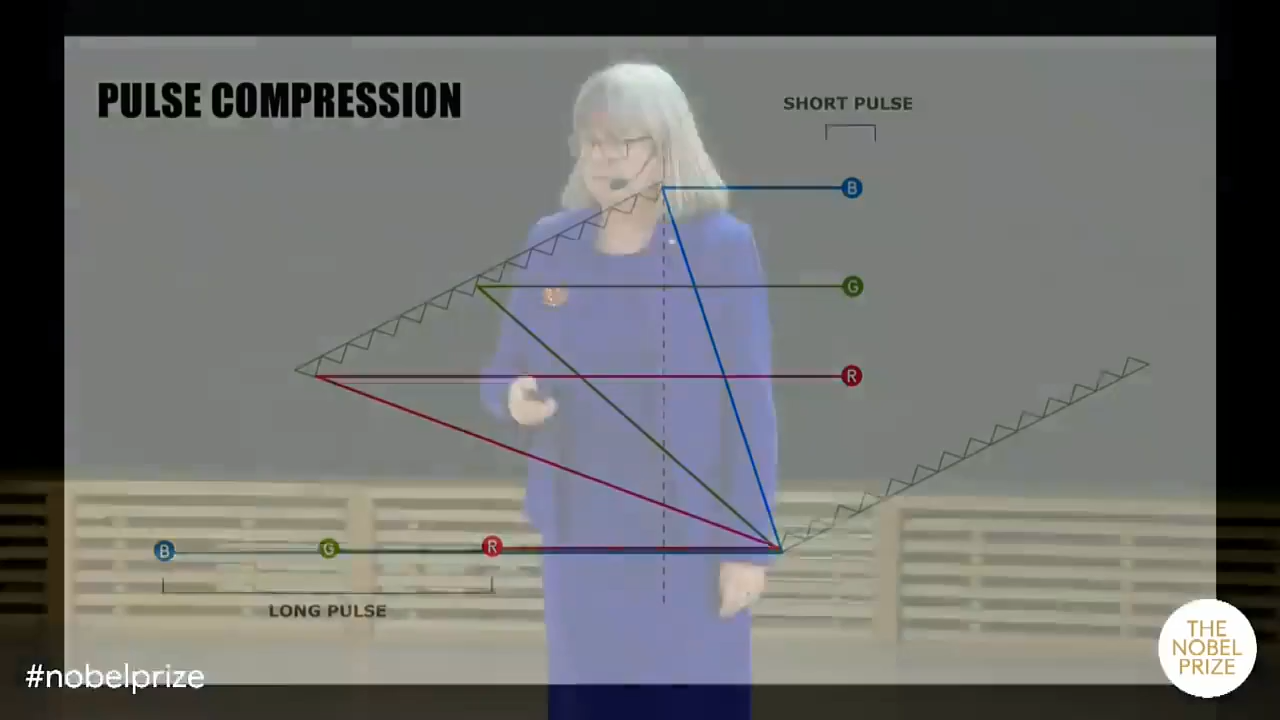 PULSE COMPRESSION
SHORT PULSE
B
G
R
B
G
R
LONG PULSE
#nobelprize
THE
NOBEL
PRIZE